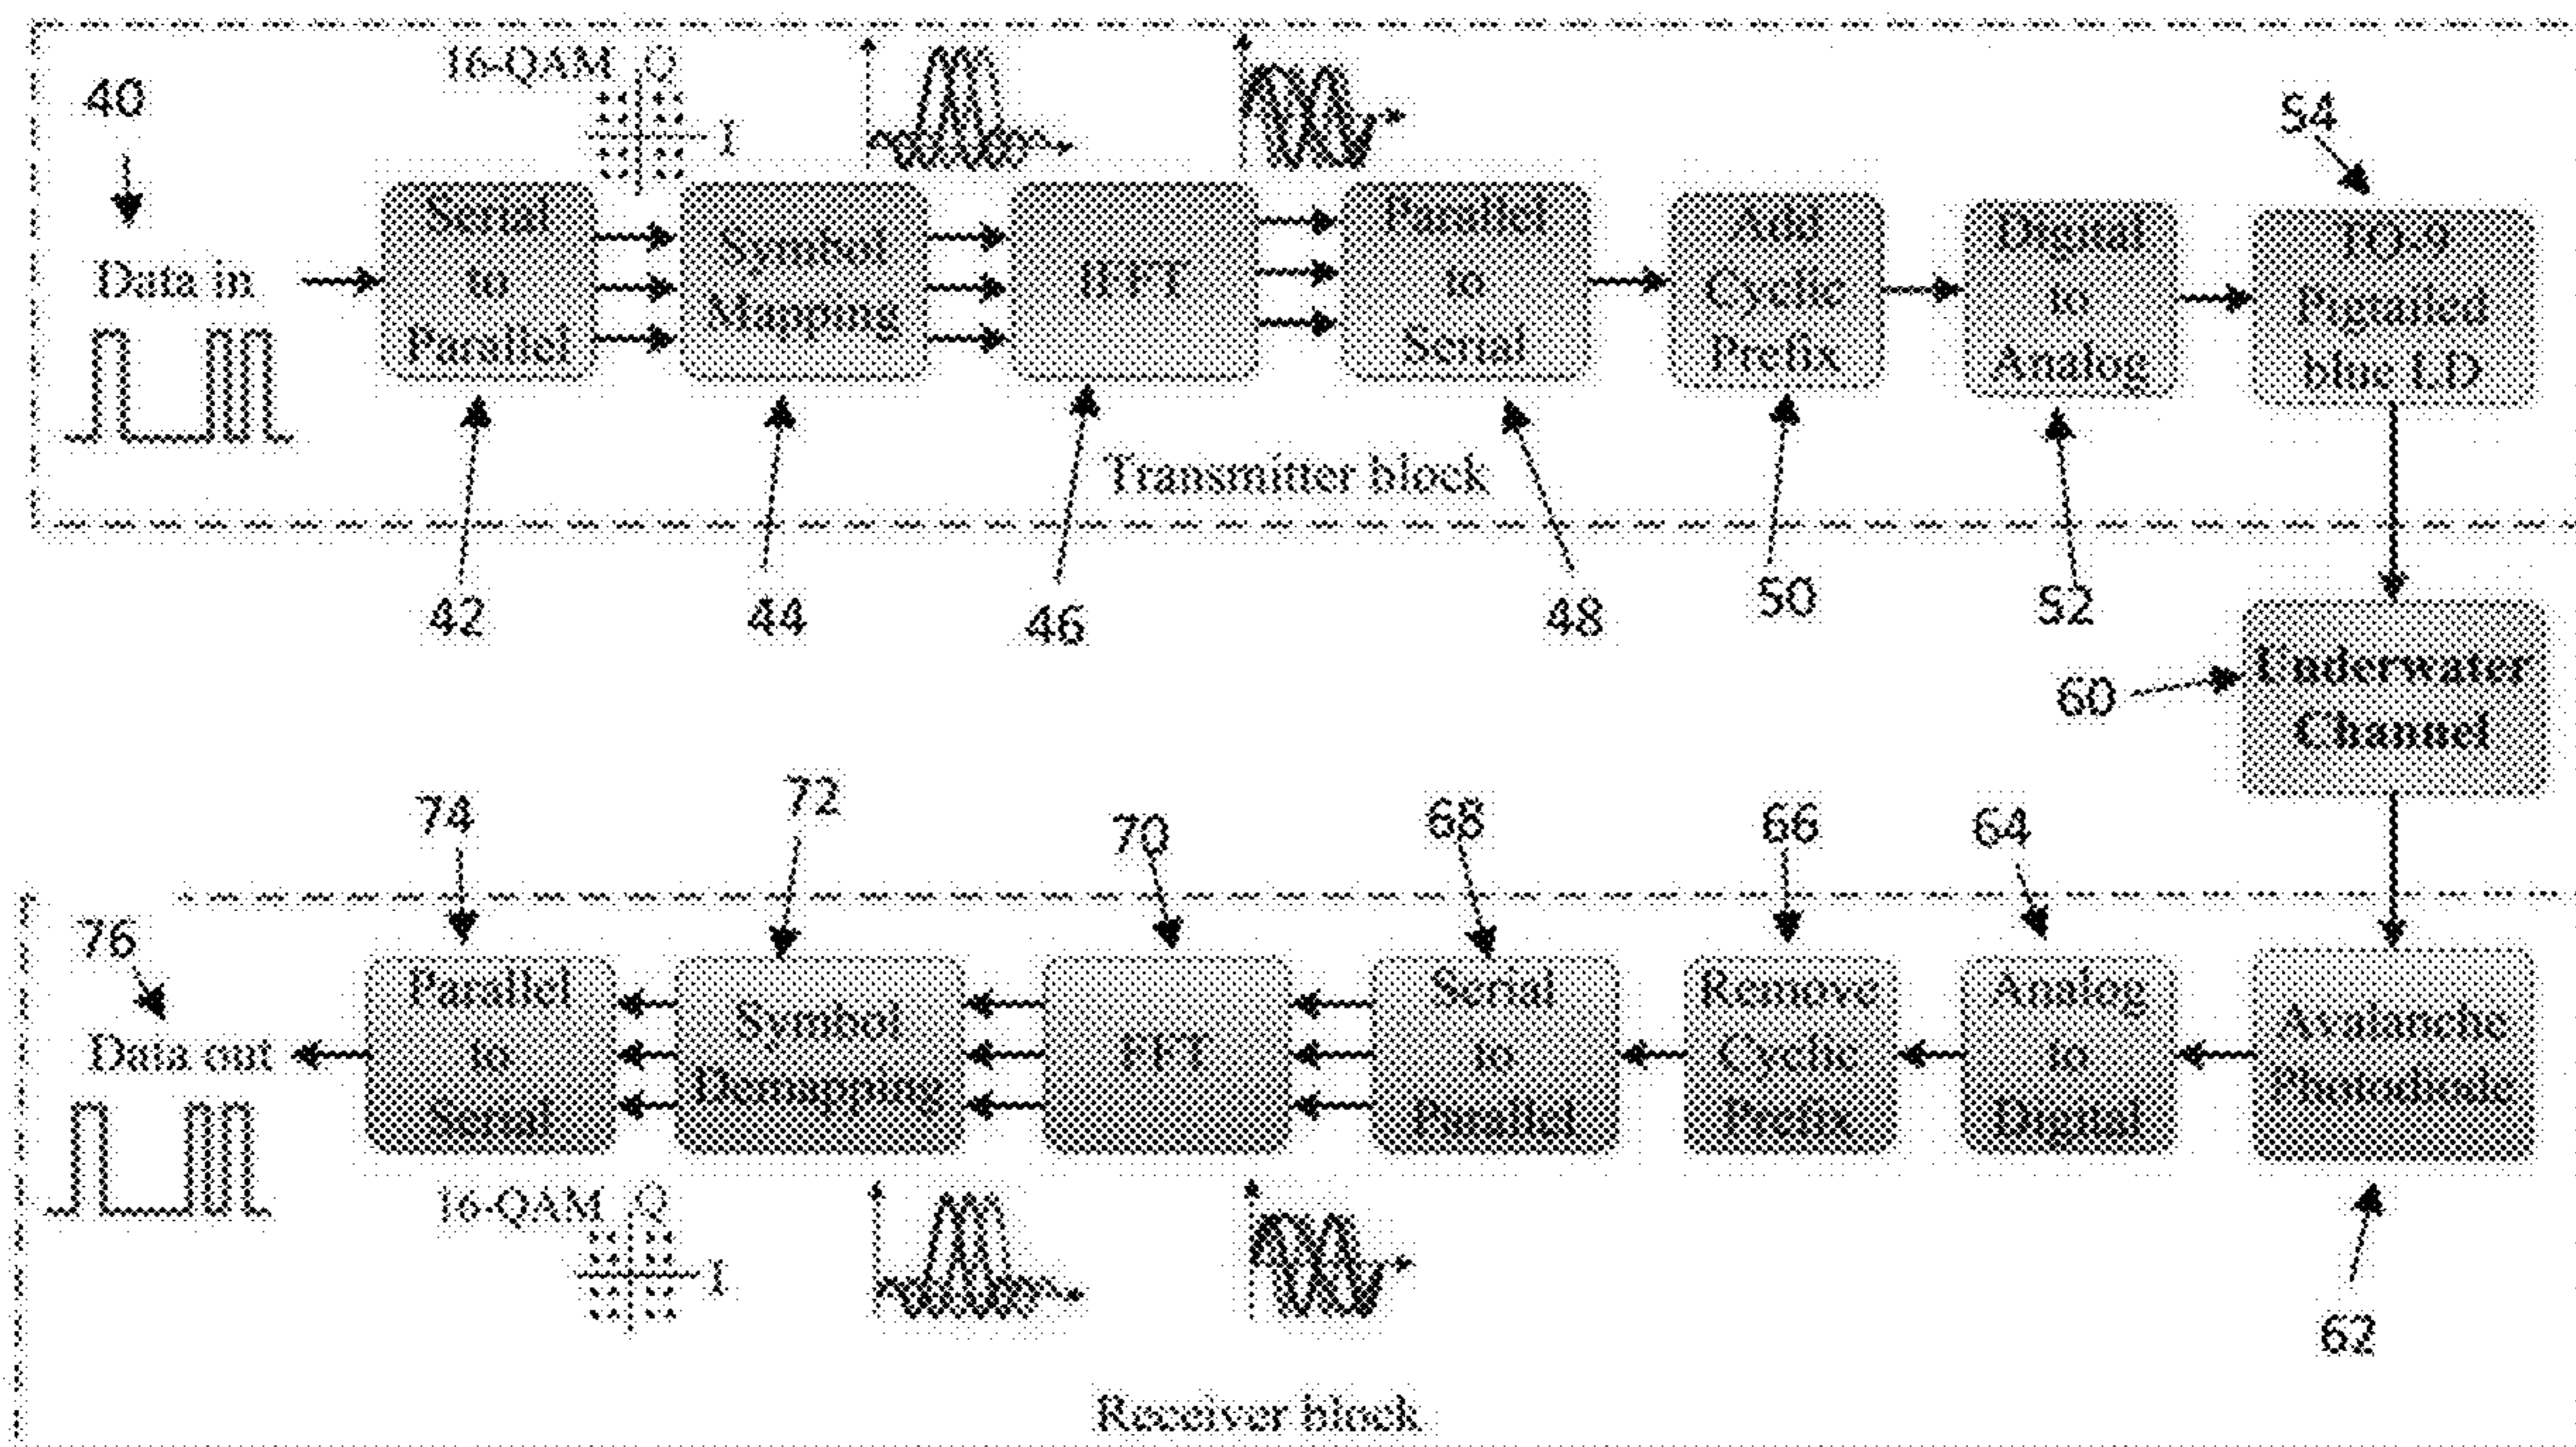 16-QAM Q
I
40
54
Data in
Serial
to
Parallel
Symbol
Mapping
IFFT
Parallel
to
Serial
Add
Cyclic
Prefix
Digital
to
Analog
TO-9
Pigtailed
blue LD
Transmitter block
42
44
46
48
50
52
60
Underwater
Channel
74
72
70
68
66
64
76
Data out
Parallel
to
Serial
Symbol
Demapping
FFT
Serial
to
Parallel
Remove
Cyclic
Prefix
Analog
to
Digital
Avalanche
Photodiode
16-QAM Q
I
62
Receiver block